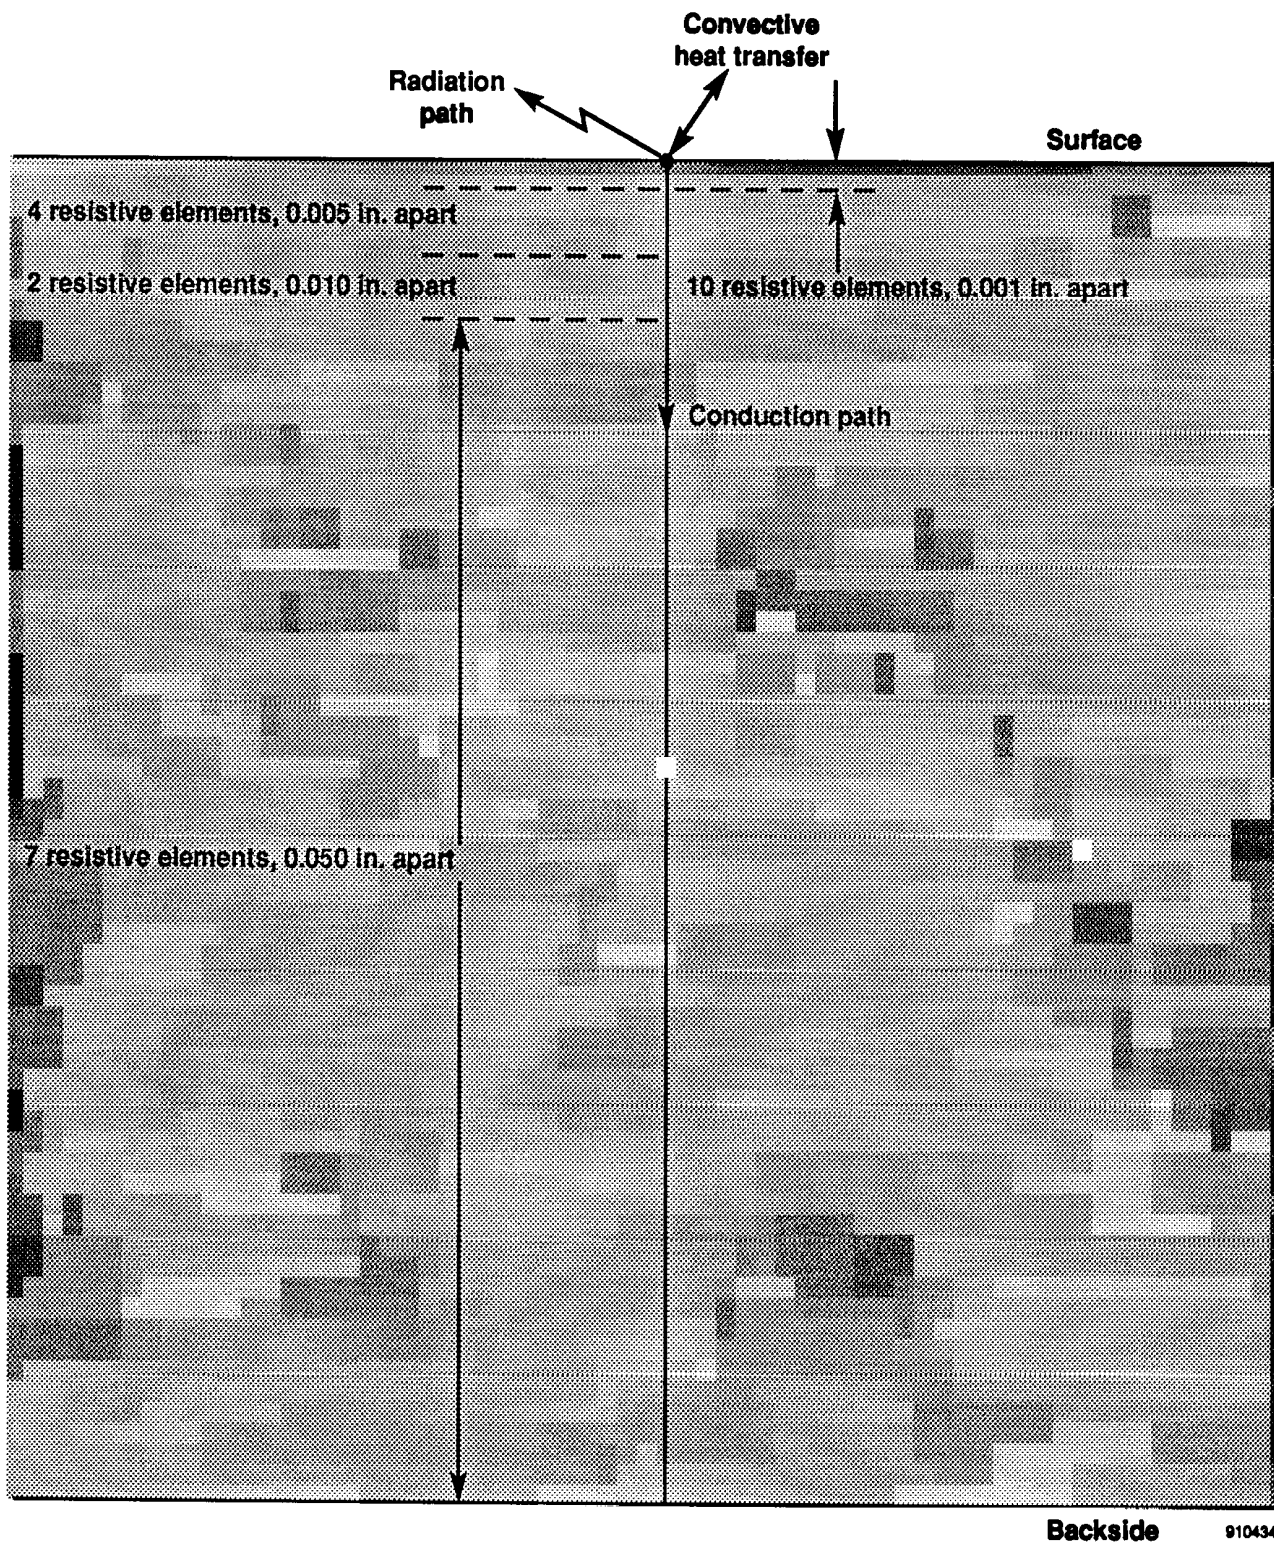 Convective
heat transfer
Radiation
path
Surface
4 resistive elements, 0.005 in. apart
2 resistive elements, 0.010 in. apart
10 resistive elements, 0.001 in. apart
Conduction path
7 resistive elements, 0.050 in. apart
Backside
910434